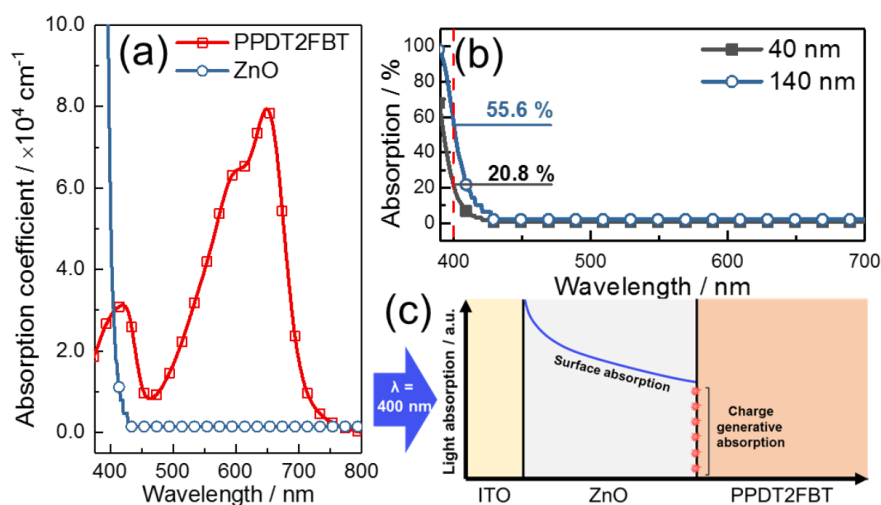 (a)
PPDT2FBT
ZnO
Absorption coefficient / ×10⁴ cm⁻¹
10.0
8.0
6.0
4.0
2.0
0.0
400 500 600 700 800
Wavelength / nm
(b)
40 nm
140 nm
Absorption / %
100
80
60
40
20
0
55.6 %
20.8 %
400 500 600 700
Wavelength / nm
(c)
λ =
400 nm
Light absorption / a.u.
Surface absorption
Charge
generative
absorption
ITO ZnO PPDT2FBT